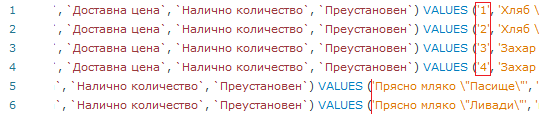 1 `, `Доставна цена`, `Налично количество`, `Преустановен`) VALUES ('1', 'Хляб \
2 `, `Доставна цена`, `Налично количество`, `Преустановен`) VALUES ('2', 'Хляб \
3 `, `Доставна цена`, `Налично количество`, `Преустановен`) VALUES ('3', 'Захар
4 `, `Доставна цена`, `Налично количество`, `Преустановен`) VALUES ('4', 'Захар
5 `, `Налично количество`, `Преустановен`) VALUES ('Прясно мляко \"Пасище\"', '
6 `, `Налично количество`, `Преустановен`) VALUES ('Прясно мляко \"Ливади\"', '